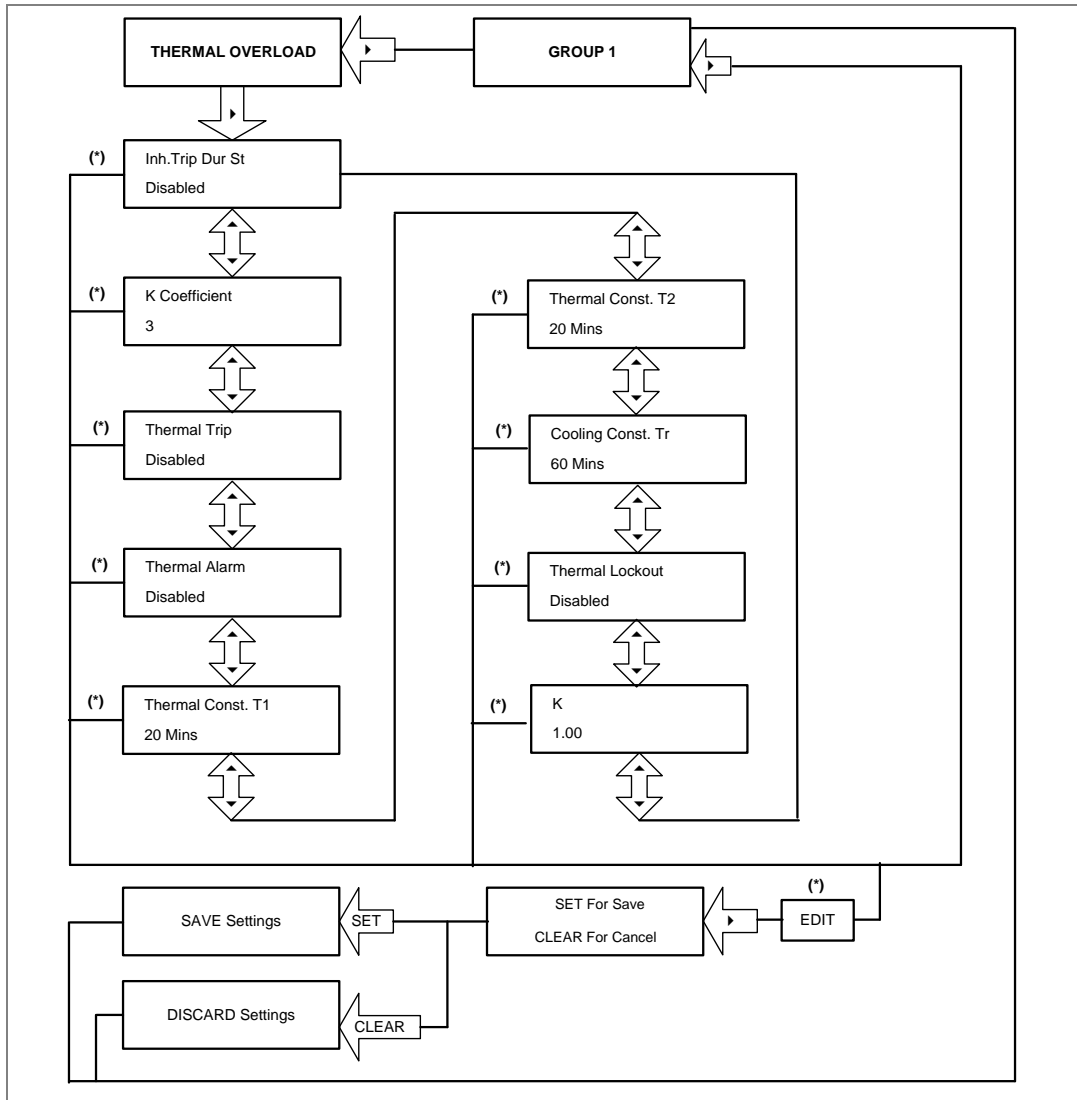 THERMAL OVERLOAD
GROUP 1
(*)
Inh.Trip Dur St
Disabled
(*)
K Coefficient
3
(*)
Thermal Trip
Disabled
(*)
Thermal Alarm
Disabled
(*)
Thermal Const. T1
20 Mins
(*)
Thermal Const. T2
20 Mins
(*)
Cooling Const. Tr
60 Mins
(*)
Thermal Lockout
Disabled
(*)
K
1.00
(*)
EDIT
SET For Save
CLEAR For Cancel
SET
SAVE Settings
CLEAR
DISCARD Settings